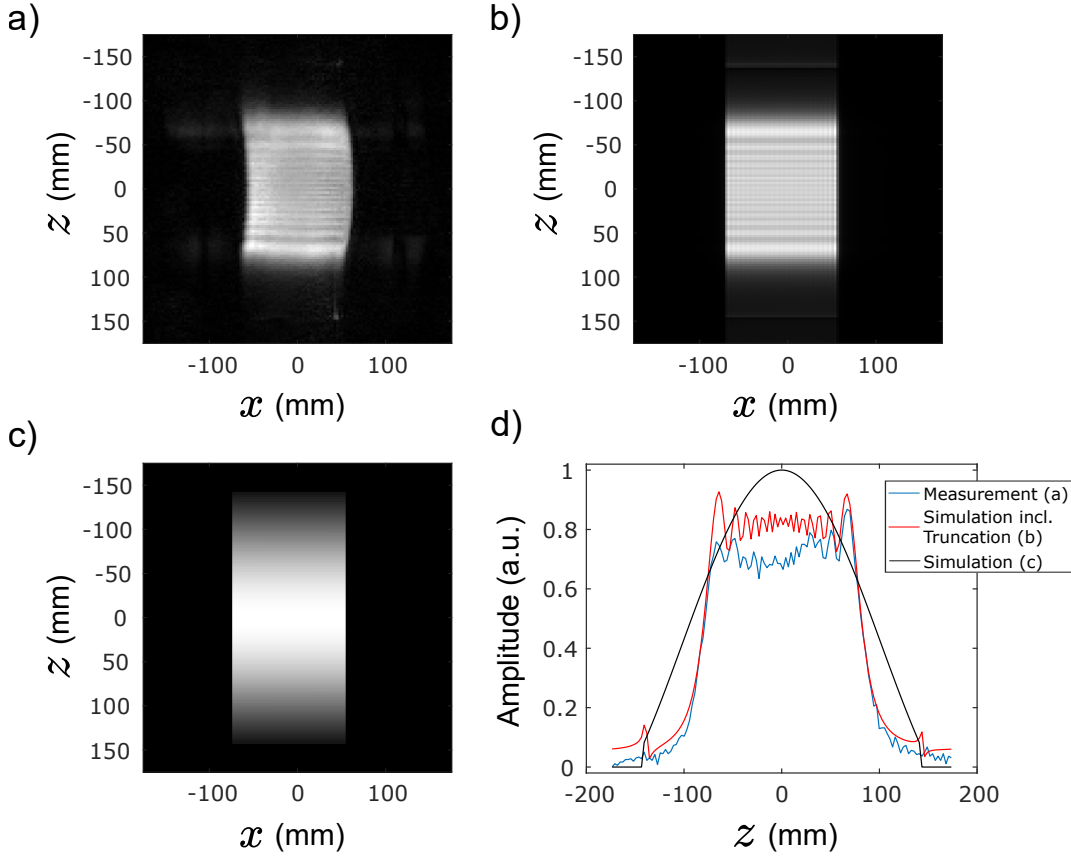 a)
-150
-100
-50
0
50
100
150
z (mm)
-100
0
100
x (mm)
b)
-150
-100
-50
0
50
100
150
z (mm)
-100
0
100
x (mm)
c)
-150
-100
-50
0
50
100
150
z (mm)
-100
0
100
x (mm)
d)
1
0.8
0.6
0.4
0.2
0
Amplitude (a.u.)
-200
-100
0
100
200
z (mm)
Measurement (a)
Simulation incl.
Truncation (b)
Simulation (c)